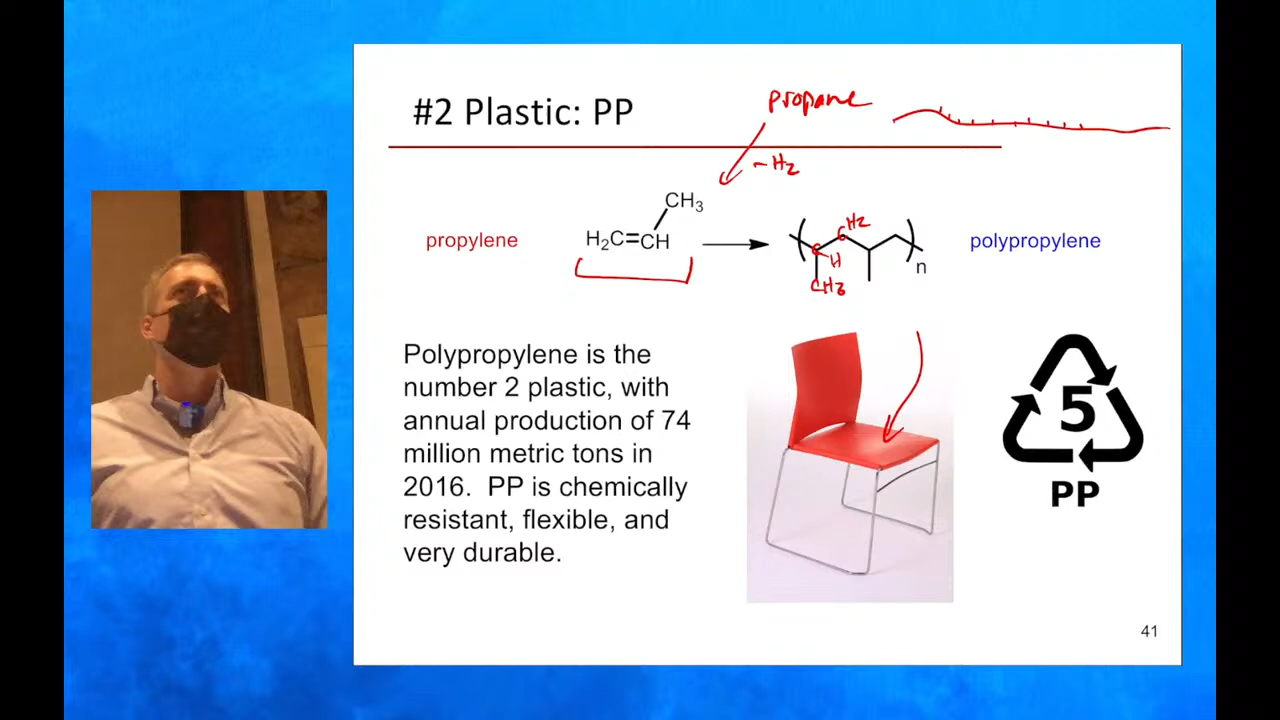 #2 Plastic: PP
propane
-H2
CH3
propylene
H2C=CH
CH2
C
C
H
CH3
n
polypropylene
Polypropylene is the
number 2 plastic, with
annual production of 74
million metric tons in
2016. PP is chemically
resistant, flexible, and
very durable.
5
PP
41